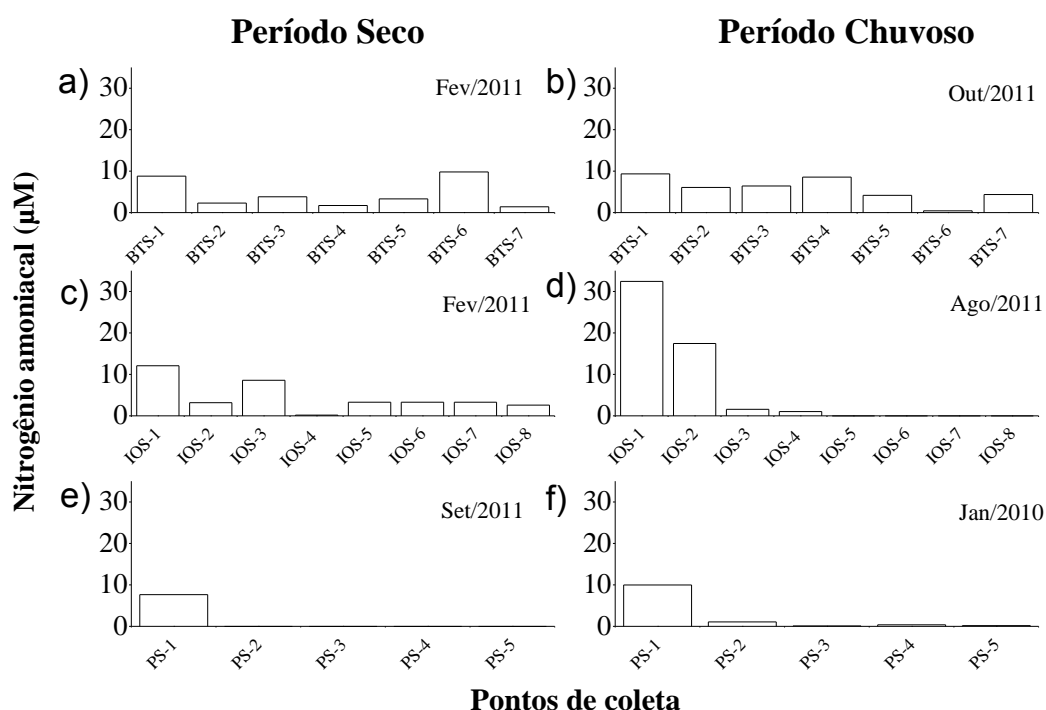 Período Seco
Período Chuvoso
Nitrogênio amoniacal (µM)
a)
Fev/2011
30
20
10
0
BTS-1 BTS-2 BTS-3 BTS-4 BTS-5 BTS-6 BTS-7
b)
Out/2011
30
20
10
0
BTS-1 BTS-2 BTS-3 BTS-4 BTS-5 BTS-6 BTS-7
c)
Fev/2011
30
20
10
0
IOS-1 IOS-2 IOS-3 IOS-4 IOS-5 IOS-6 IOS-7 IOS-8
d)
Ago/2011
30
20
10
0
IOS-1 IOS-2 IOS-3 IOS-4 IOS-5 IOS-6 IOS-7 IOS-8
e)
Set/2011
30
20
10
0
PS-1 PS-2 PS-3 PS-4 PS-5
f)
Jan/2010
30
20
10
0
PS-1 PS-2 PS-3 PS-4 PS-5
Pontos de coleta